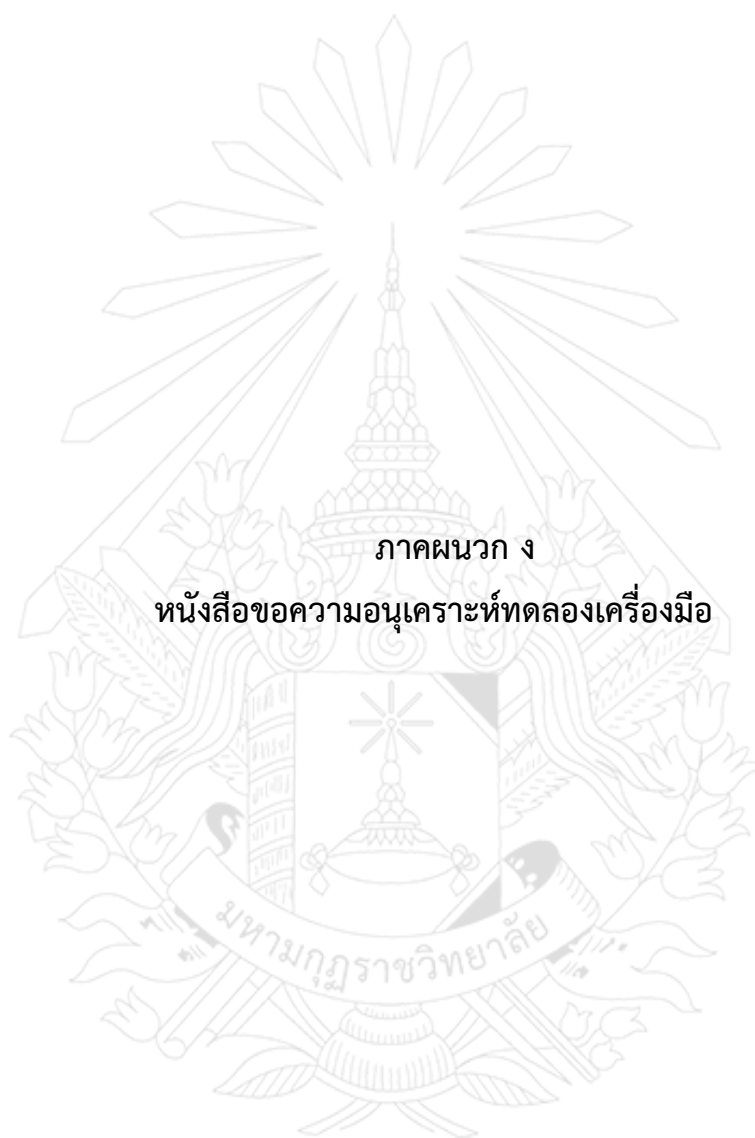 ภาคผนวก ง
หนังสือขอความอนุเคราะห์ทดลองเครื่องมือ
มหามกุฏราชวิทยาลัย